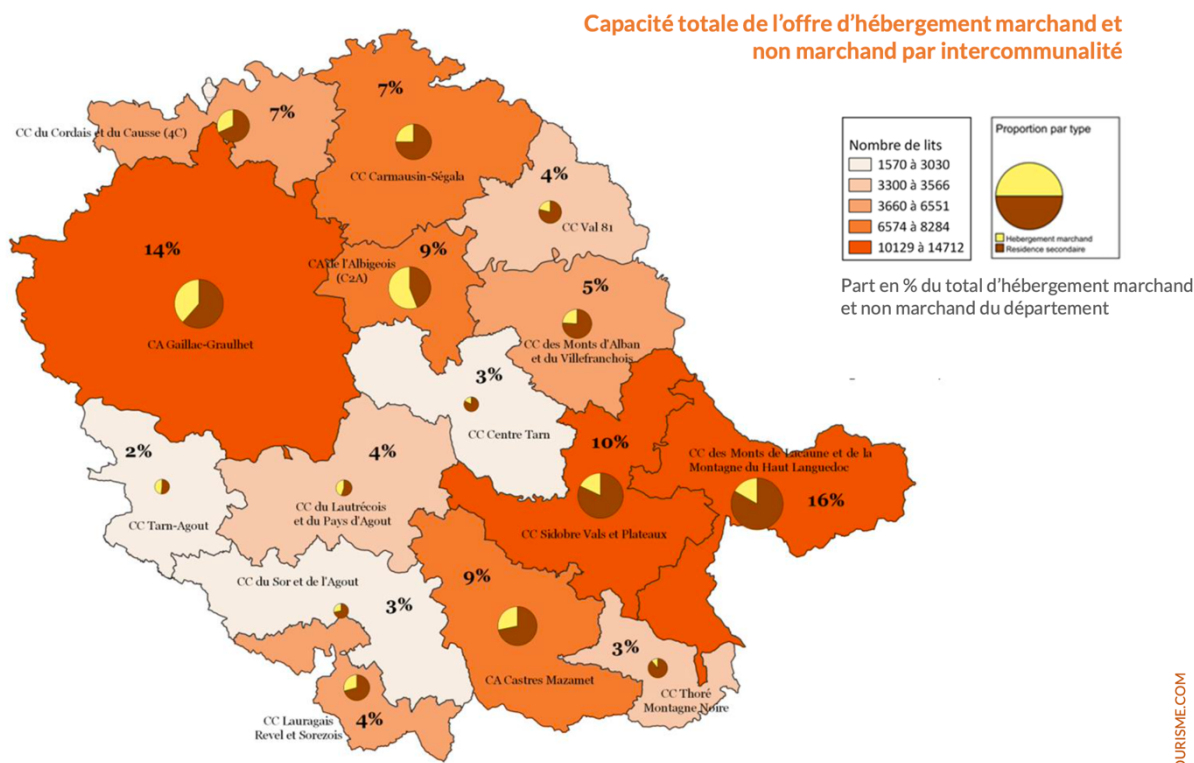 Capacité totale de l’offre d’hébergement marchand et
non marchand par intercommunalité
Nombre de lits
1570 à 3030
3300 à 3566
3660 à 6551
6574 à 8284
10129 à 14712
Proportion par type
Hebergement marchand
Residence secondaire
Part en % du total d’hébergement marchand
et non marchand du département
7%
CC du Cordais et du Causse (4C)
7%
CC Carmausin-Ségala
4%
CC Val 81
14%
CA Gaillac-Graulhet
9%
CA de l'Albigeois
(C2A)
5%
CC des Monts d'Alban
et du Villefranchois
3%
CC Centre Tarn
2%
CC Tarn-Agout
4%
CC du Lautrécois
et du Pays d'Agout
10%
CC Sidobre Vals et Plateaux
CC des Monts de Lacaune et de la
Montagne du Haut Languedoc
16%
CC du Sor et de l'Agout
3%
9%
CA Castres Mazamet
3%
CC Thoré
Montagne Noire
CC Lauragais
Revel et Sorezois
4%
OURISME.COM